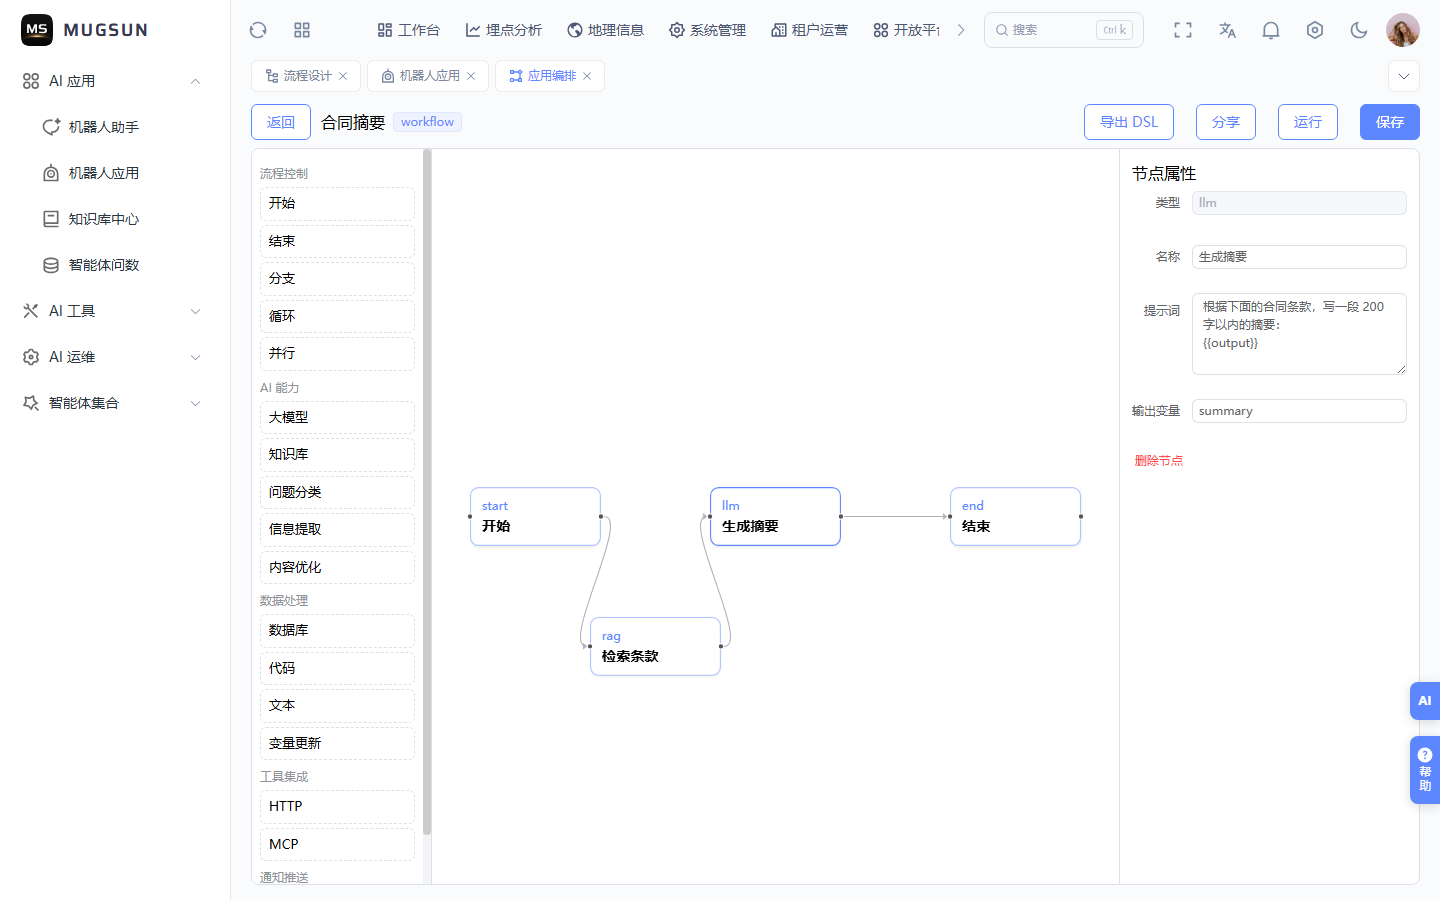 MS MUGSUN
AI 应用
机器人助手
机器人应用
知识库中心
智能体问数
AI 工具
AI 运维
智能体集合
工作台
埋点分析
地理信息
系统管理
租户运营
开放平台
搜索
Ctrl k
流程设计
机器人应用
应用编排
返回
合同摘要
workflow
导出 DSL
分享
运行
保存
流程控制
开始
结束
分支
循环
并行
AI 能力
大模型
知识库
问题分类
信息提取
内容优化
数据处理
数据库
代码
文本
变量更新
工具集成
HTTP
MCP
通知推送
start
开始
llm
生成摘要
end
结束
rag
检索条款
节点属性
类型
llm
名称
生成摘要
提示词
根据下面的合同条款，写一段 200
字以内的摘要：
{{output}}
输出变量
summary
删除节点
AI
?
帮
助